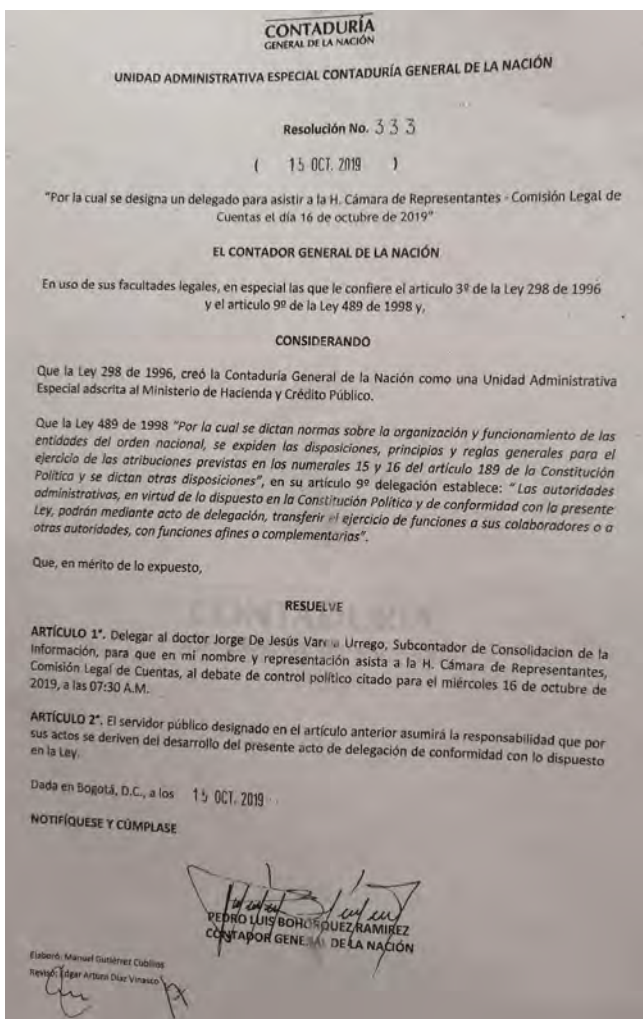 CONTADURÍA
GENERAL DE LA NACIÓN
UNIDAD ADMINISTRATIVA ESPECIAL CONTADURÍA GENERAL DE LA NACIÓN
Resolución No. 333
( 15 OCT. 2019 )
"Por la cual se designa un delegado para asistir a la H. Cámara de Representantes - Comisión Legal de
Cuentas el día 16 de octubre de 2019"
EL CONTADOR GENERAL DE LA NACIÓN
En uso de sus facultades legales, en especial las que le confiere el artículo 3º de la Ley 298 de 1996
y el artículo 9º de la Ley 489 de 1998 y,
CONSIDERANDO
Que la Ley 298 de 1996, creó la Contaduría General de la Nación como una Unidad Administrativa
Especial adscrita al Ministerio de Hacienda y Crédito Público.
Que la Ley 489 de 1998 "Por la cual se dictan normas sobre la organización y funcionamiento de las
entidades del orden nacional, se expiden las disposiciones, principios y reglas generales para el
ejercicio de las atribuciones previstas en los numerales 15 y 16 del artículo 189 de la Constitución
Política y se dictan otras disposiciones", en su artículo 9º delegación establece: "Las autoridades
administrativas, en virtud de lo dispuesto en la Constitución Política y de conformidad con la presente
Ley, podrán mediante acto de delegación, transferir el ejercicio de funciones a sus colaboradores o a
otras autoridades, con funciones afines o complementarias".
Que, en mérito de lo expuesto,
CONTADURÍA
RESUELVE
ARTÍCULO 1°. Delegar al doctor Jorge De Jesús Urrego, Subcontador de Consolidacion de la
Información, para que en mi nombre y representación asista a la H. Cámara de Representantes,
Comisión Legal de Cuentas, al debate de control político citado para el miércoles 16 de octubre de
2019, a las 07:30 A.M.
ARTÍCULO 2°. El servidor público designado en el artículo anterior asumirá la responsabilidad que por
sus actos se deriven del desarrollo del presente acto de delegación de conformidad con lo dispuesto
en la Ley.
Dada en Bogotá, D.C., a los 15 OCT. 2019
NOTIFÍQUESE Y CÚMPLASE
PEDRO LUIS BOHÓRQUEZ RAMÍREZ
CONTADOR GENERAL DE LA NACIÓN
Elaboró: Manuel Gutiérrez Cubillos
Revisó: Edgar Arturo Díaz Vinasco